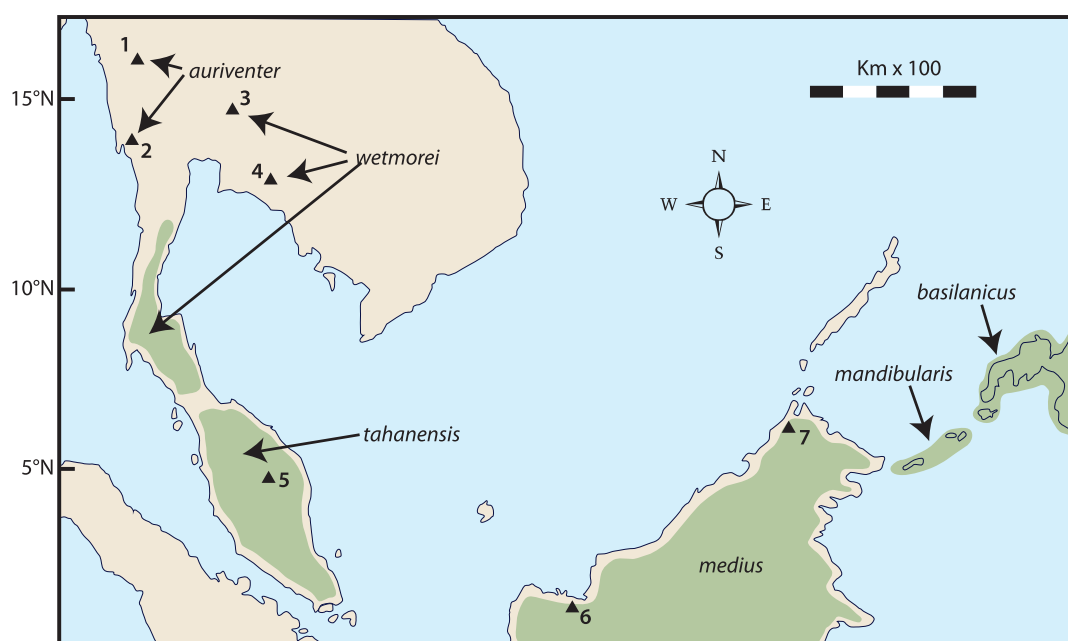 1
auriventer
Km x 100
15°N
3
2
wetmorei
4
N
W
E
S
10°N
basilanicus
mandibularis
tahanensis
7
5°N
5
medius
6